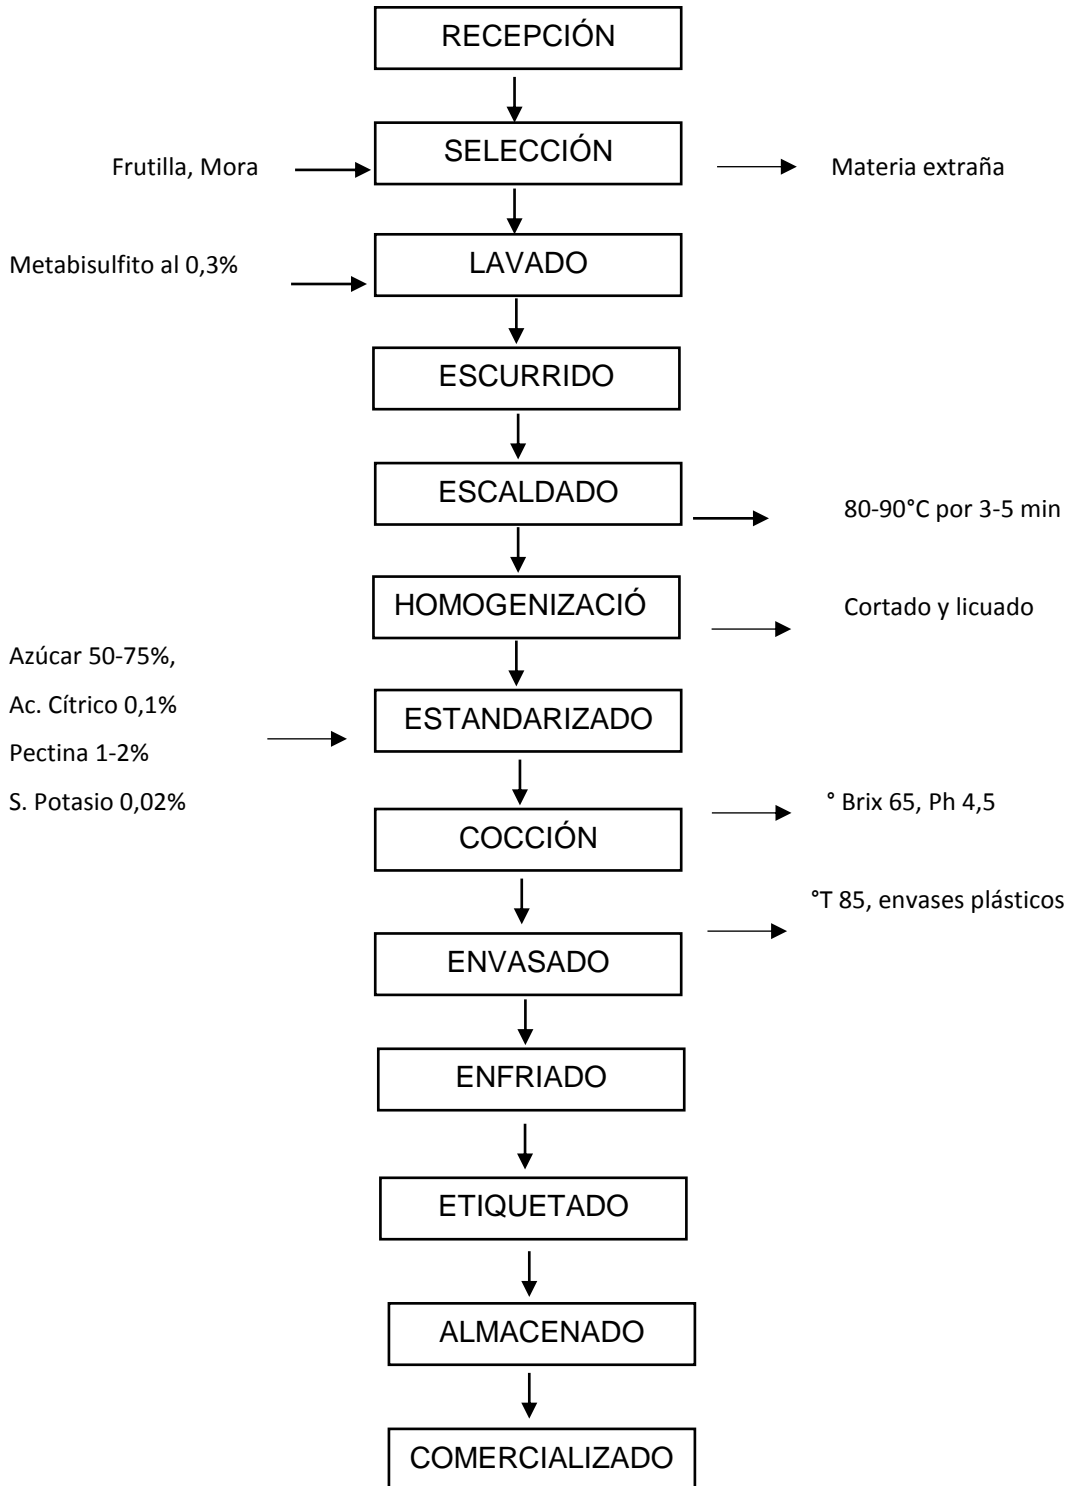 RECEPCIÓN
SELECCIÓN
Frutilla, Mora
Materia extraña
LAVADO
Metabisulfito al 0,3%
ESCURRIDO
ESCALDADO
80-90°C por 3-5 min
HOMOGENIZACIÓ
Cortado y licuado
Azúcar 50-75%,
Ac. Cítrico 0,1%
Pectina 1-2%
S. Potasio 0,02%
ESTANDARIZADO
COCCIÓN
° Brix 65, Ph 4,5
°T 85, envases plásticos
ENVASADO
ENFRIADO
ETIQUETADO
ALMACENADO
COMERCIALIZADO